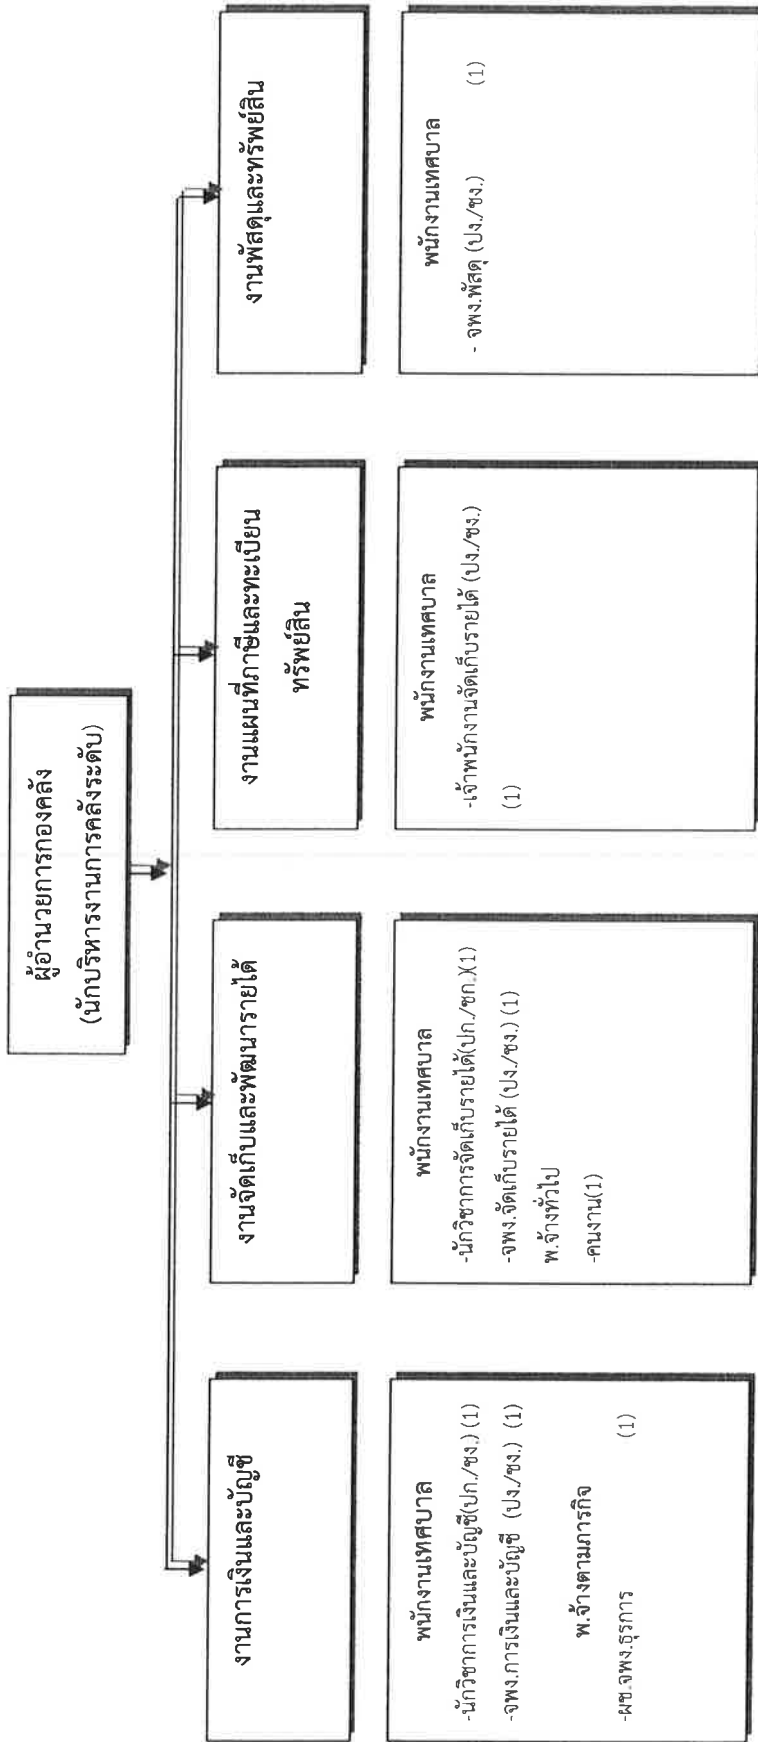 ผู้อำนวยการกองคลัง
(นักบริหารงานการคลังระดับ)
งานการเงินและบัญชี
พนักงานเทศบาล
-นักวิชาการเงินและบัญชี(ปก./ชง.) (1)
-จพง.การเงินและบัญชี (ปง./ชง.) (1)
พ.จ้างตามภารกิจ
-ผช.จพง.ธุรการ (1)
งานจัดเก็บและพัฒนารายได้
พนักงานเทศบาล
-นักวิชาการจัดเก็บรายได้(ปก./ชก.)(1)
-จพง.จัดเก็บรายได้ (ปง./ชง.) (1)
พ.จ้างทั่วไป
-คนงาน(1)
งานแผนที่ภาษีและทะเบียน
ทรัพย์สิน
พนักงานเทศบาล
-เจ้าพนักงานจัดเก็บรายได้ (ปง./ชง.)
(1)
งานพัสดุและทรัพย์สิน
พนักงานเทศบาล
- จพง.พัสดุ (ปง./ชง.) (1)